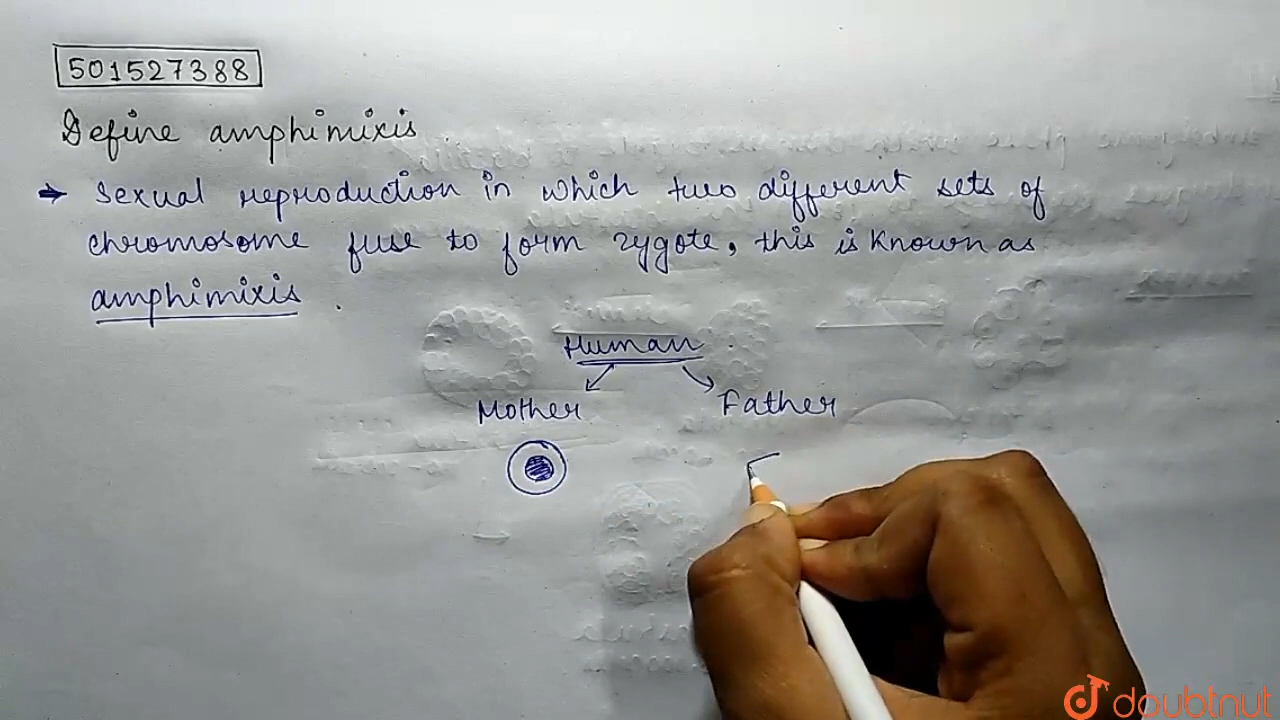 501527388
Define amphimixis.
→ Sexual reproduction in which two different sets of
chromosome fuse to form zygote, this is known as
amphimixis.
Human
Mother Father
doubtnut